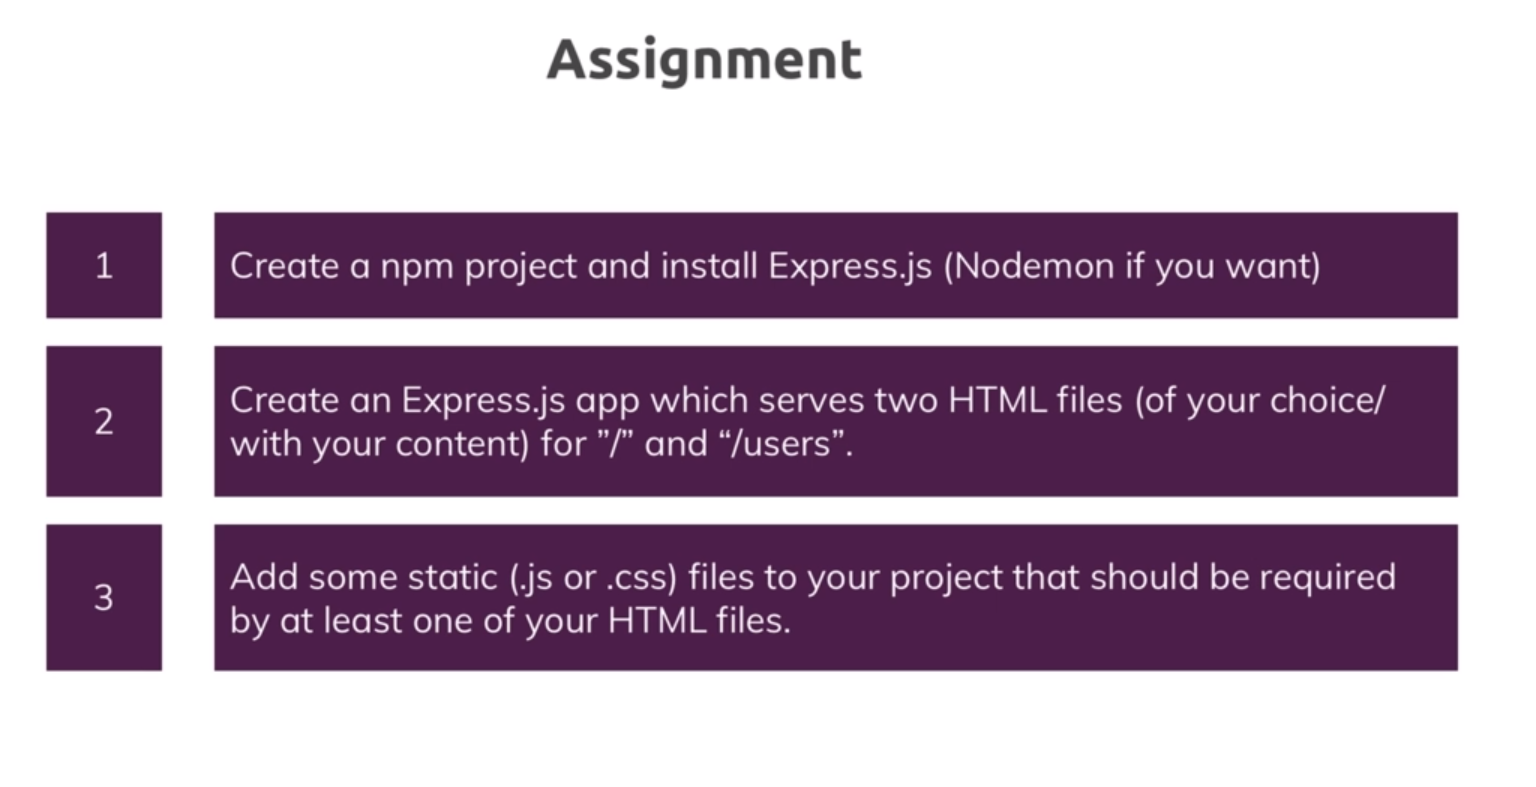 Assignment
1
Create a npm project and install Express.js (Nodemon if you want)
2
Create an Express.js app which serves two HTML files (of your choice/
with your content) for ”/” and “/users”.
3
Add some static (.js or .css) files to your project that should be required
by at least one of your HTML files.